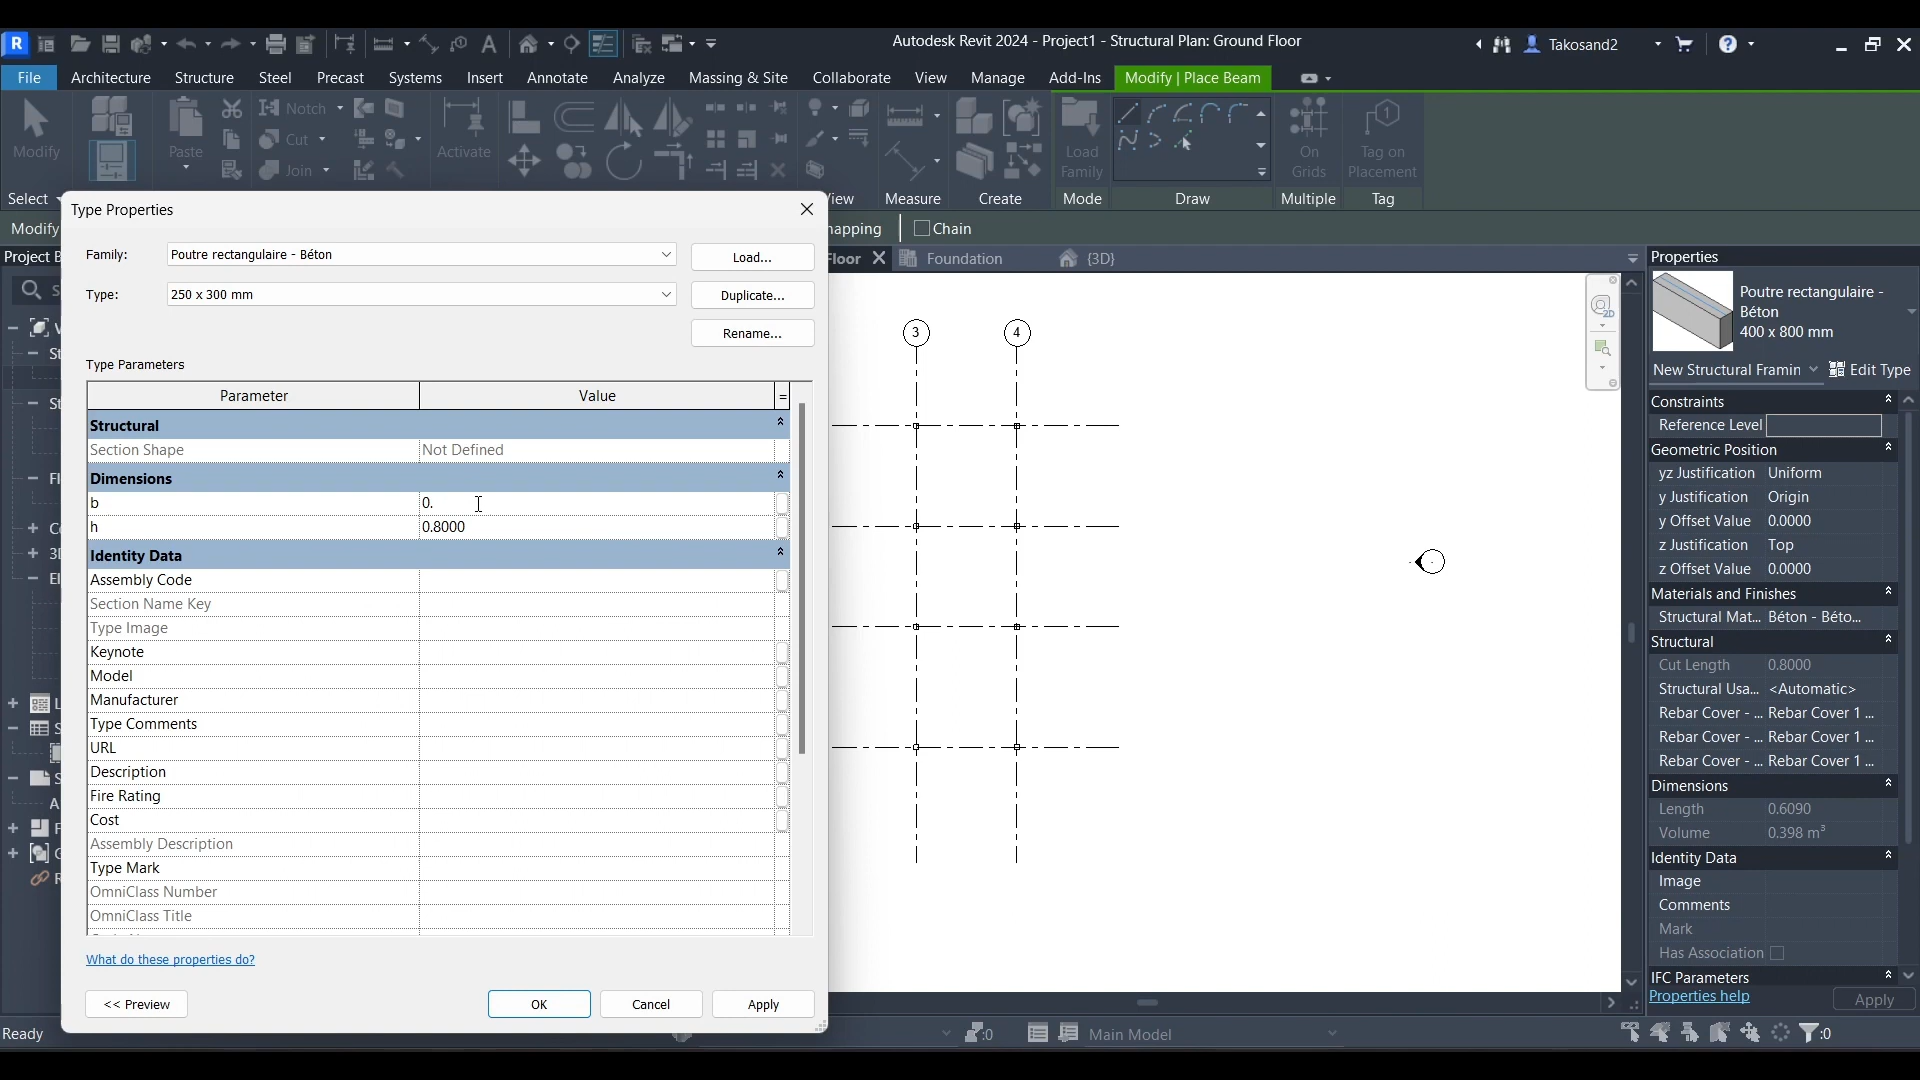 Autodesk Revit 2024 - Project1 - Structural Plan: Ground Floor
Takosand2
File Architecture Structure Steel Precast Systems Insert Annotate Analyze Massing & Site Collaborate View Manage Add-Ins Modify | Place Beam
Modify
Paste
Notch
Cut
Join
Activate
Load
Family
On
Grids
Tag on
Placement
Select
Measure
Create
Mode
Draw
Multiple
Tag
Modify
Chain
Project B
Floor
Foundation
{3D}
Type Properties
Family:
Poutre rectangulaire - Béton
Load...
Type:
250 x 300 mm
Duplicate...
Rename...
Type Parameters
Parameter Value =
Structural
Section Shape Not Defined
Dimensions
b 0.
h 0.8000
Identity Data
Assembly Code
Section Name Key
Type Image
Keynote
Model
Manufacturer
Type Comments
URL
Description
Fire Rating
Cost
Assembly Description
Type Mark
OmniClass Number
OmniClass Title
What do these properties do?
<< Preview
OK
Cancel
Apply
3
4
Properties
Poutre rectangulaire -
Béton
400 x 800 mm
New Structural Framin
Edit Type
Constraints
Reference Level
Geometric Position
yz Justification Uniform
y Justification Origin
y Offset Value 0.0000
z Justification Top
z Offset Value 0.0000
Materials and Finishes
Structural Mat... Béton - Béto...
Structural
Cut Length 0.8000
Structural Usa... <Automatic>
Rebar Cover - ... Rebar Cover 1 ...
Rebar Cover - ... Rebar Cover 1 ...
Rebar Cover - ... Rebar Cover 1 ...
Dimensions
Length 0.6090
Volume 0.398 m³
Identity Data
Image
Comments
Mark
Has Association
IFC Parameters
Properties help
Apply
Ready
:0
Main Model
:0